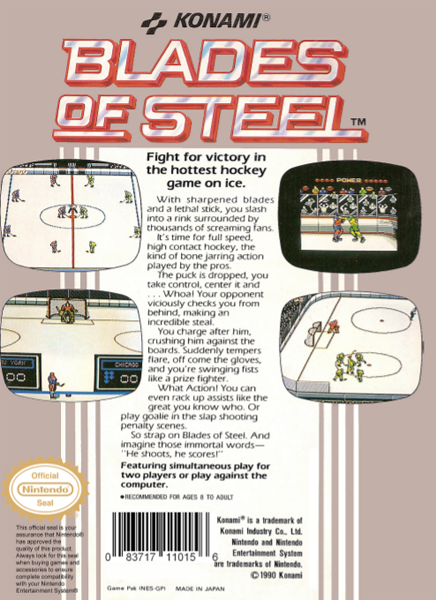 KONAMI®
BLADES
OF STEEL™
Fight for victory in
the hottest hockey
game on ice.
With sharpened blades
and a lethal stick, you slash
into a rink surrounded by
thousands of screaming fans.
It's time for full speed,
high contact hockey, the
kind of bone jarring action
played by the pros.
The puck is dropped, you
take control, center it and
. . . Whoa! Your opponent
viciously checks you from
behind, making an
incredible steal.
You charge after him,
crushing him against the
boards. Suddenly tempers
flare, off come the gloves,
and you're swinging fists
like a prize fighter.
What Action! You can
even rack up assists like the
great you know who. Or
play goalie in the slap shooting
penalty scenes.
So strap on Blades of Steel. And
imagine those immortal words—
"He shoots, he scores!"
Featuring simultaneous play for
two players or play against the
computer.
● RECOMMENDED FOR AGES 8 TO ADULT
POWER
YORK
CHICAGO
00
00
Official
Nintendo
Seal
This official seal is your
assurance that Nintendo®
has approved the
quality of this product.
Always look for this seal
when buying games and
accessories to ensure
complete compatibility
with your Nintendo
Entertainment System®
0 83717 11015 6
Game Pak (NES-GP) MADE IN JAPAN
Konami® is a trademark of
Konami Industry Co., Ltd.
Nintendo and Nintendo
Entertainment System
are trademarks of Nintendo.
©1990 Konami